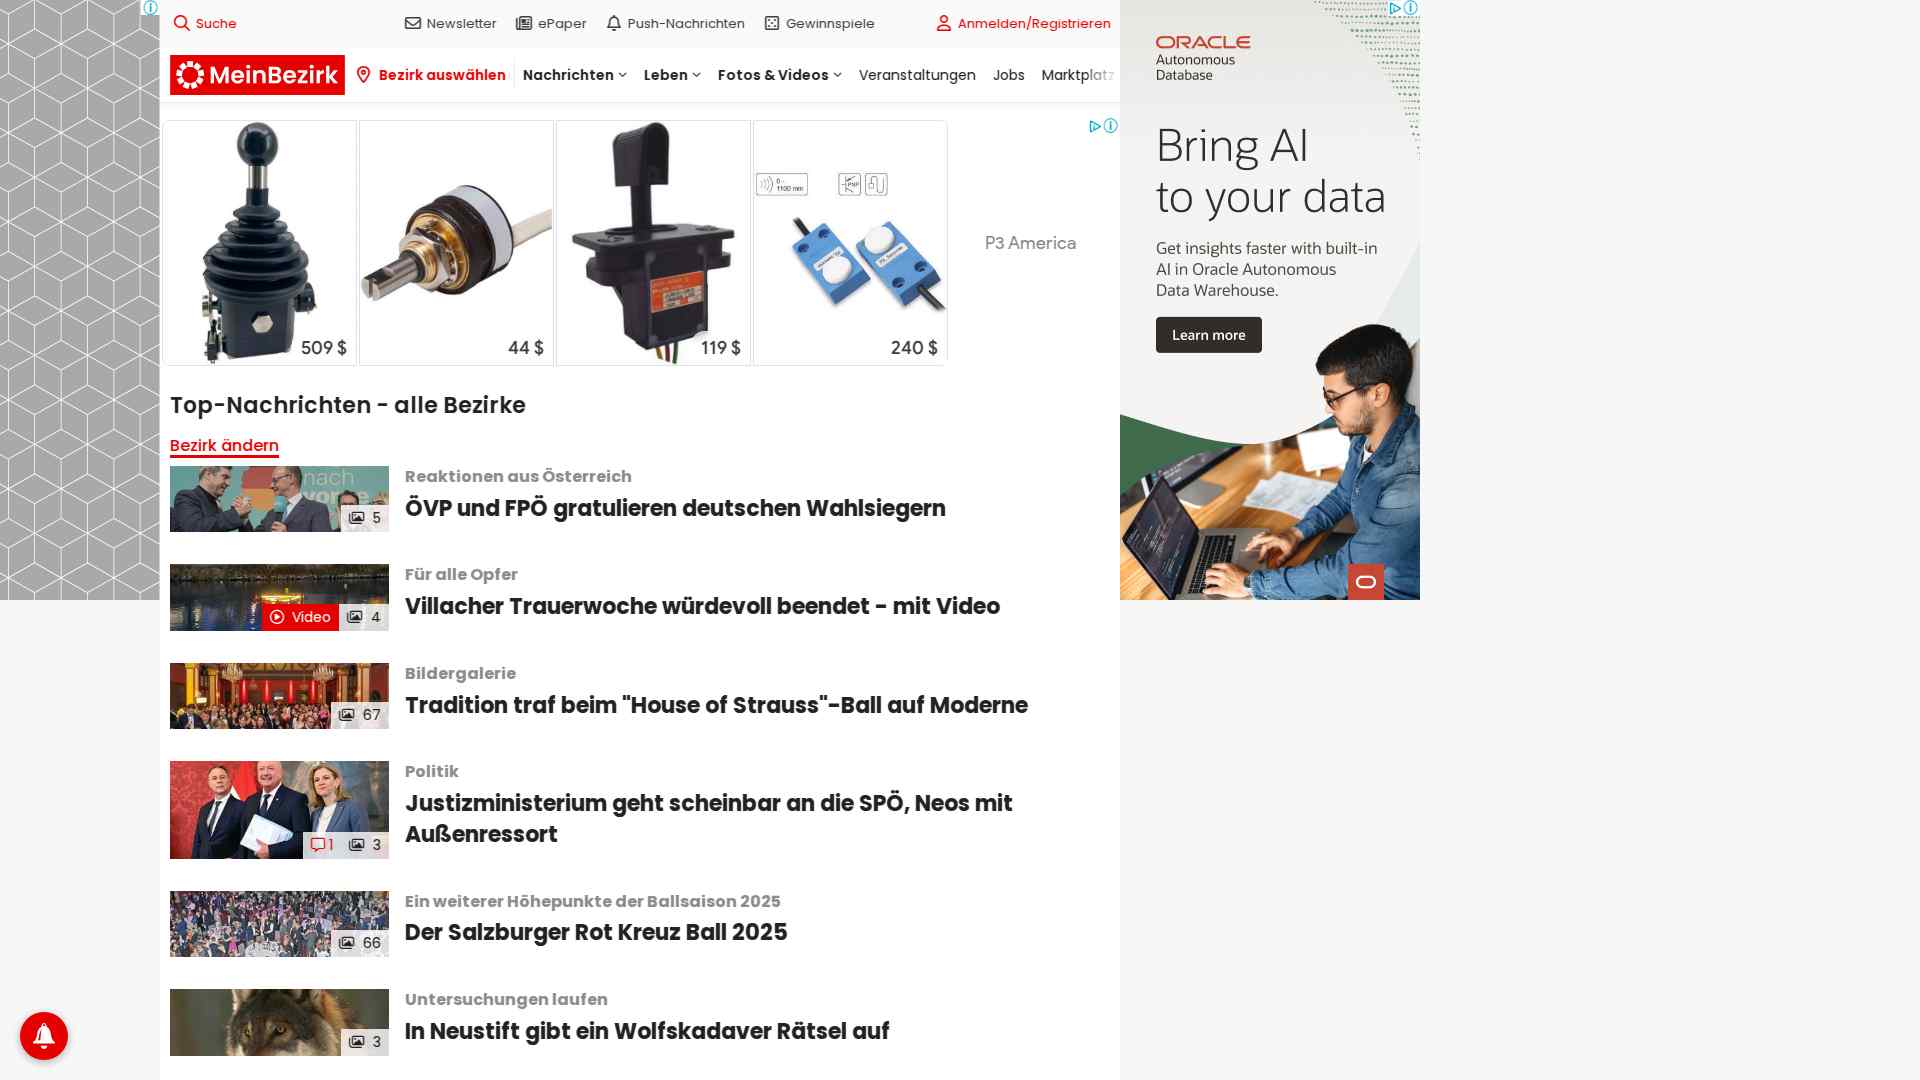 Suche
Newsletter
ePaper
Push-Nachrichten
Gewinnspiele
Anmelden/Registrieren
MeinBezirk
Bezirk auswählen
Nachrichten
Leben
Fotos & Videos
Veranstaltungen
Jobs
Marktplatz
509 $
44 $
119 $
240 $
P3 America
ORACLE
Autonomous
Database
Bring AI
to your data
Get insights faster with built-in
AI in Oracle Autonomous
Data Warehouse.
Learn more
Top-Nachrichten - alle Bezirke
Bezirk ändern
nach
5
Reaktionen aus Österreich
ÖVP und FPÖ gratulieren deutschen Wahlsiegern
Video
4
Für alle Opfer
Villacher Trauerwoche würdevoll beendet - mit Video
67
Bildergalerie
Tradition traf beim "House of Strauss"-Ball auf Moderne
1
3
Politik
Justizministerium geht scheinbar an die SPÖ, Neos mit
Außenressort
66
Ein weiterer Höhepunkte der Ballsaison 2025
Der Salzburger Rot Kreuz Ball 2025
3
Untersuchungen laufen
In Neustift gibt ein Wolfskadaver Rätsel auf